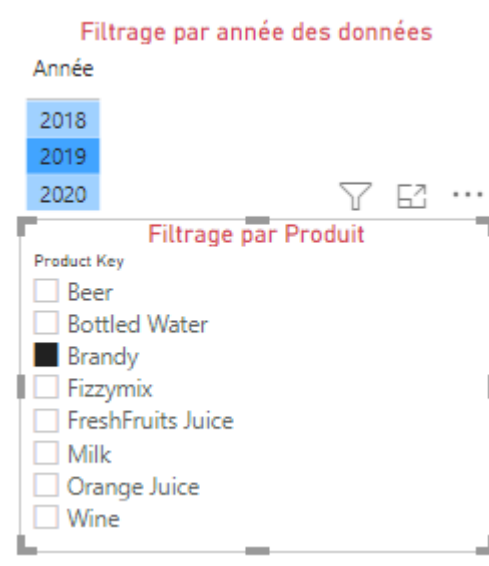 Filtrage par année des données
Année
2018
2019
2020
Filtrage par Produit
Product Key
Beer
Bottled Water
Brandy
Fizzymix
FreshFruits Juice
Milk
Orange Juice
Wine